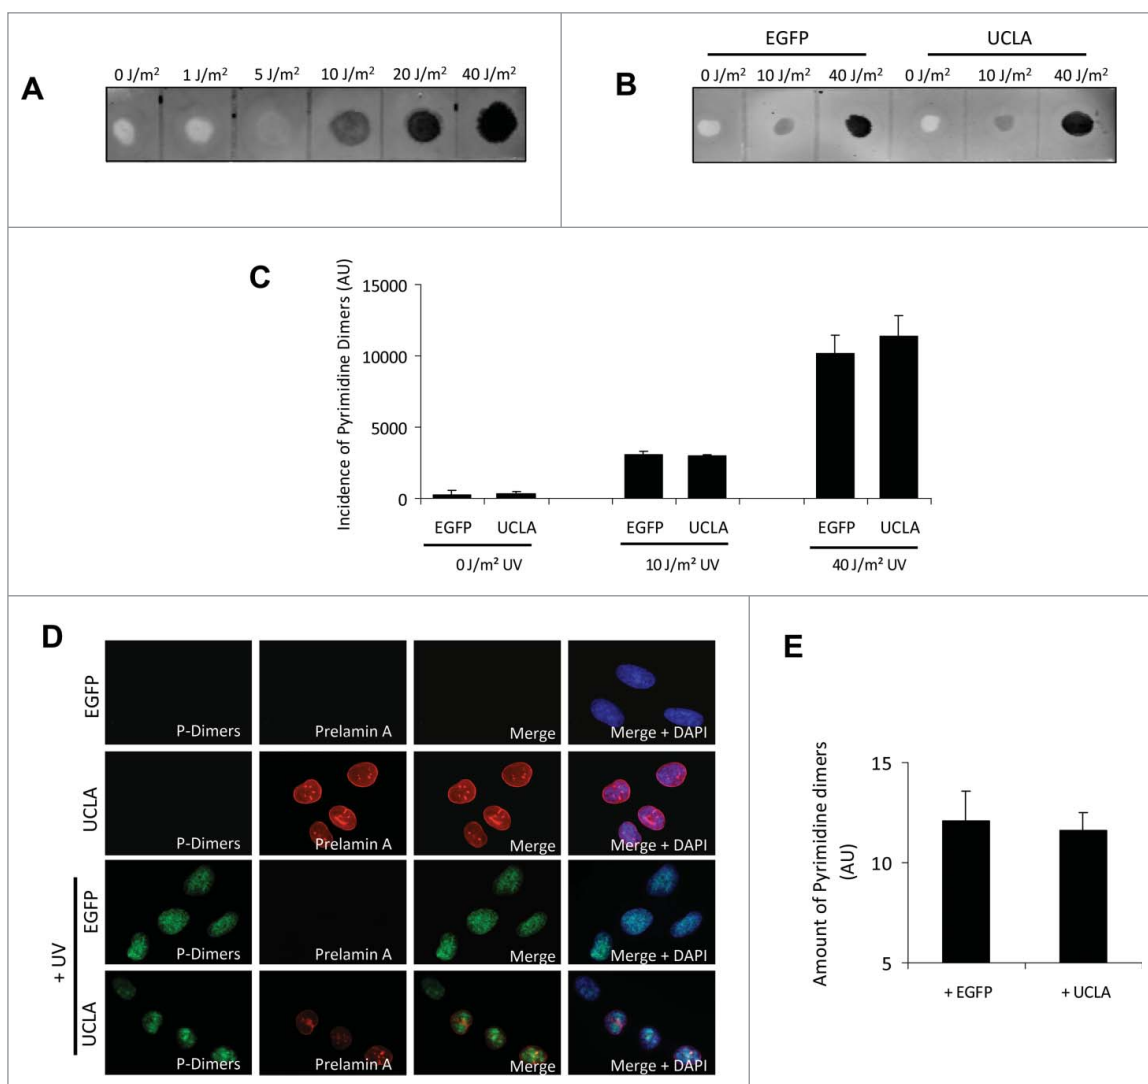 A
0 J/m² 1 J/m² 5 J/m² 10 J/m² 20 J/m² 40 J/m²
B
EGFP UCLA
0 J/m² 10 J/m² 40 J/m² 0 J/m² 10 J/m² 40 J/m²
C
Incidence of Pyrimidine Dimers (AU)
15000
10000
5000
0
EGFP UCLA EGFP UCLA EGFP UCLA
0 J/m² UV 10 J/m² UV 40 J/m² UV
D
EGFP
P-Dimers Prelamin A Merge Merge + DAPI
UCLA
P-Dimers Prelamin A Merge Merge + DAPI
+ UV
EGFP
P-Dimers Prelamin A Merge Merge + DAPI
UCLA
P-Dimers Prelamin A Merge Merge + DAPI
E
Amount of Pyrimidine dimers
(AU)
15
10
5
+ EGFP + UCLA